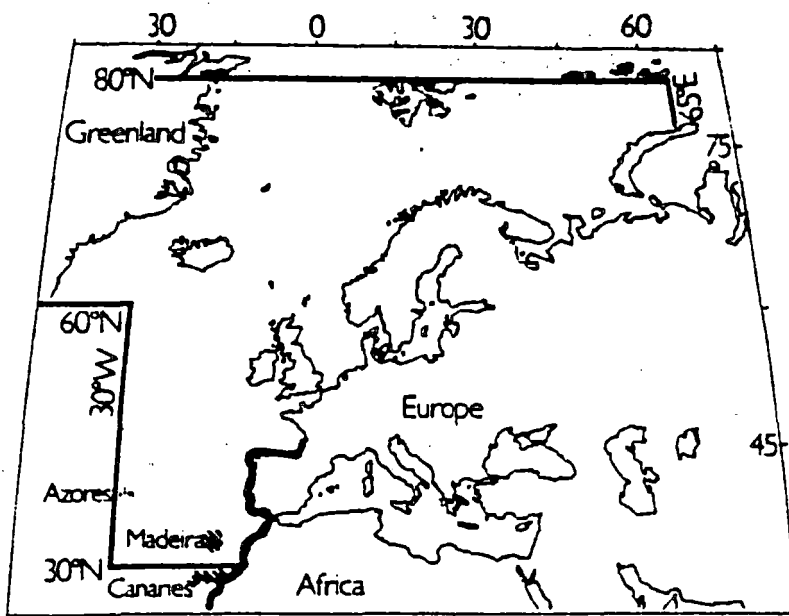 30 0 30 60
80°N
65°E
Greenland
75
60°N
30°W
Europe
45
Azores
Madeira
30°N
Canaries
Africa